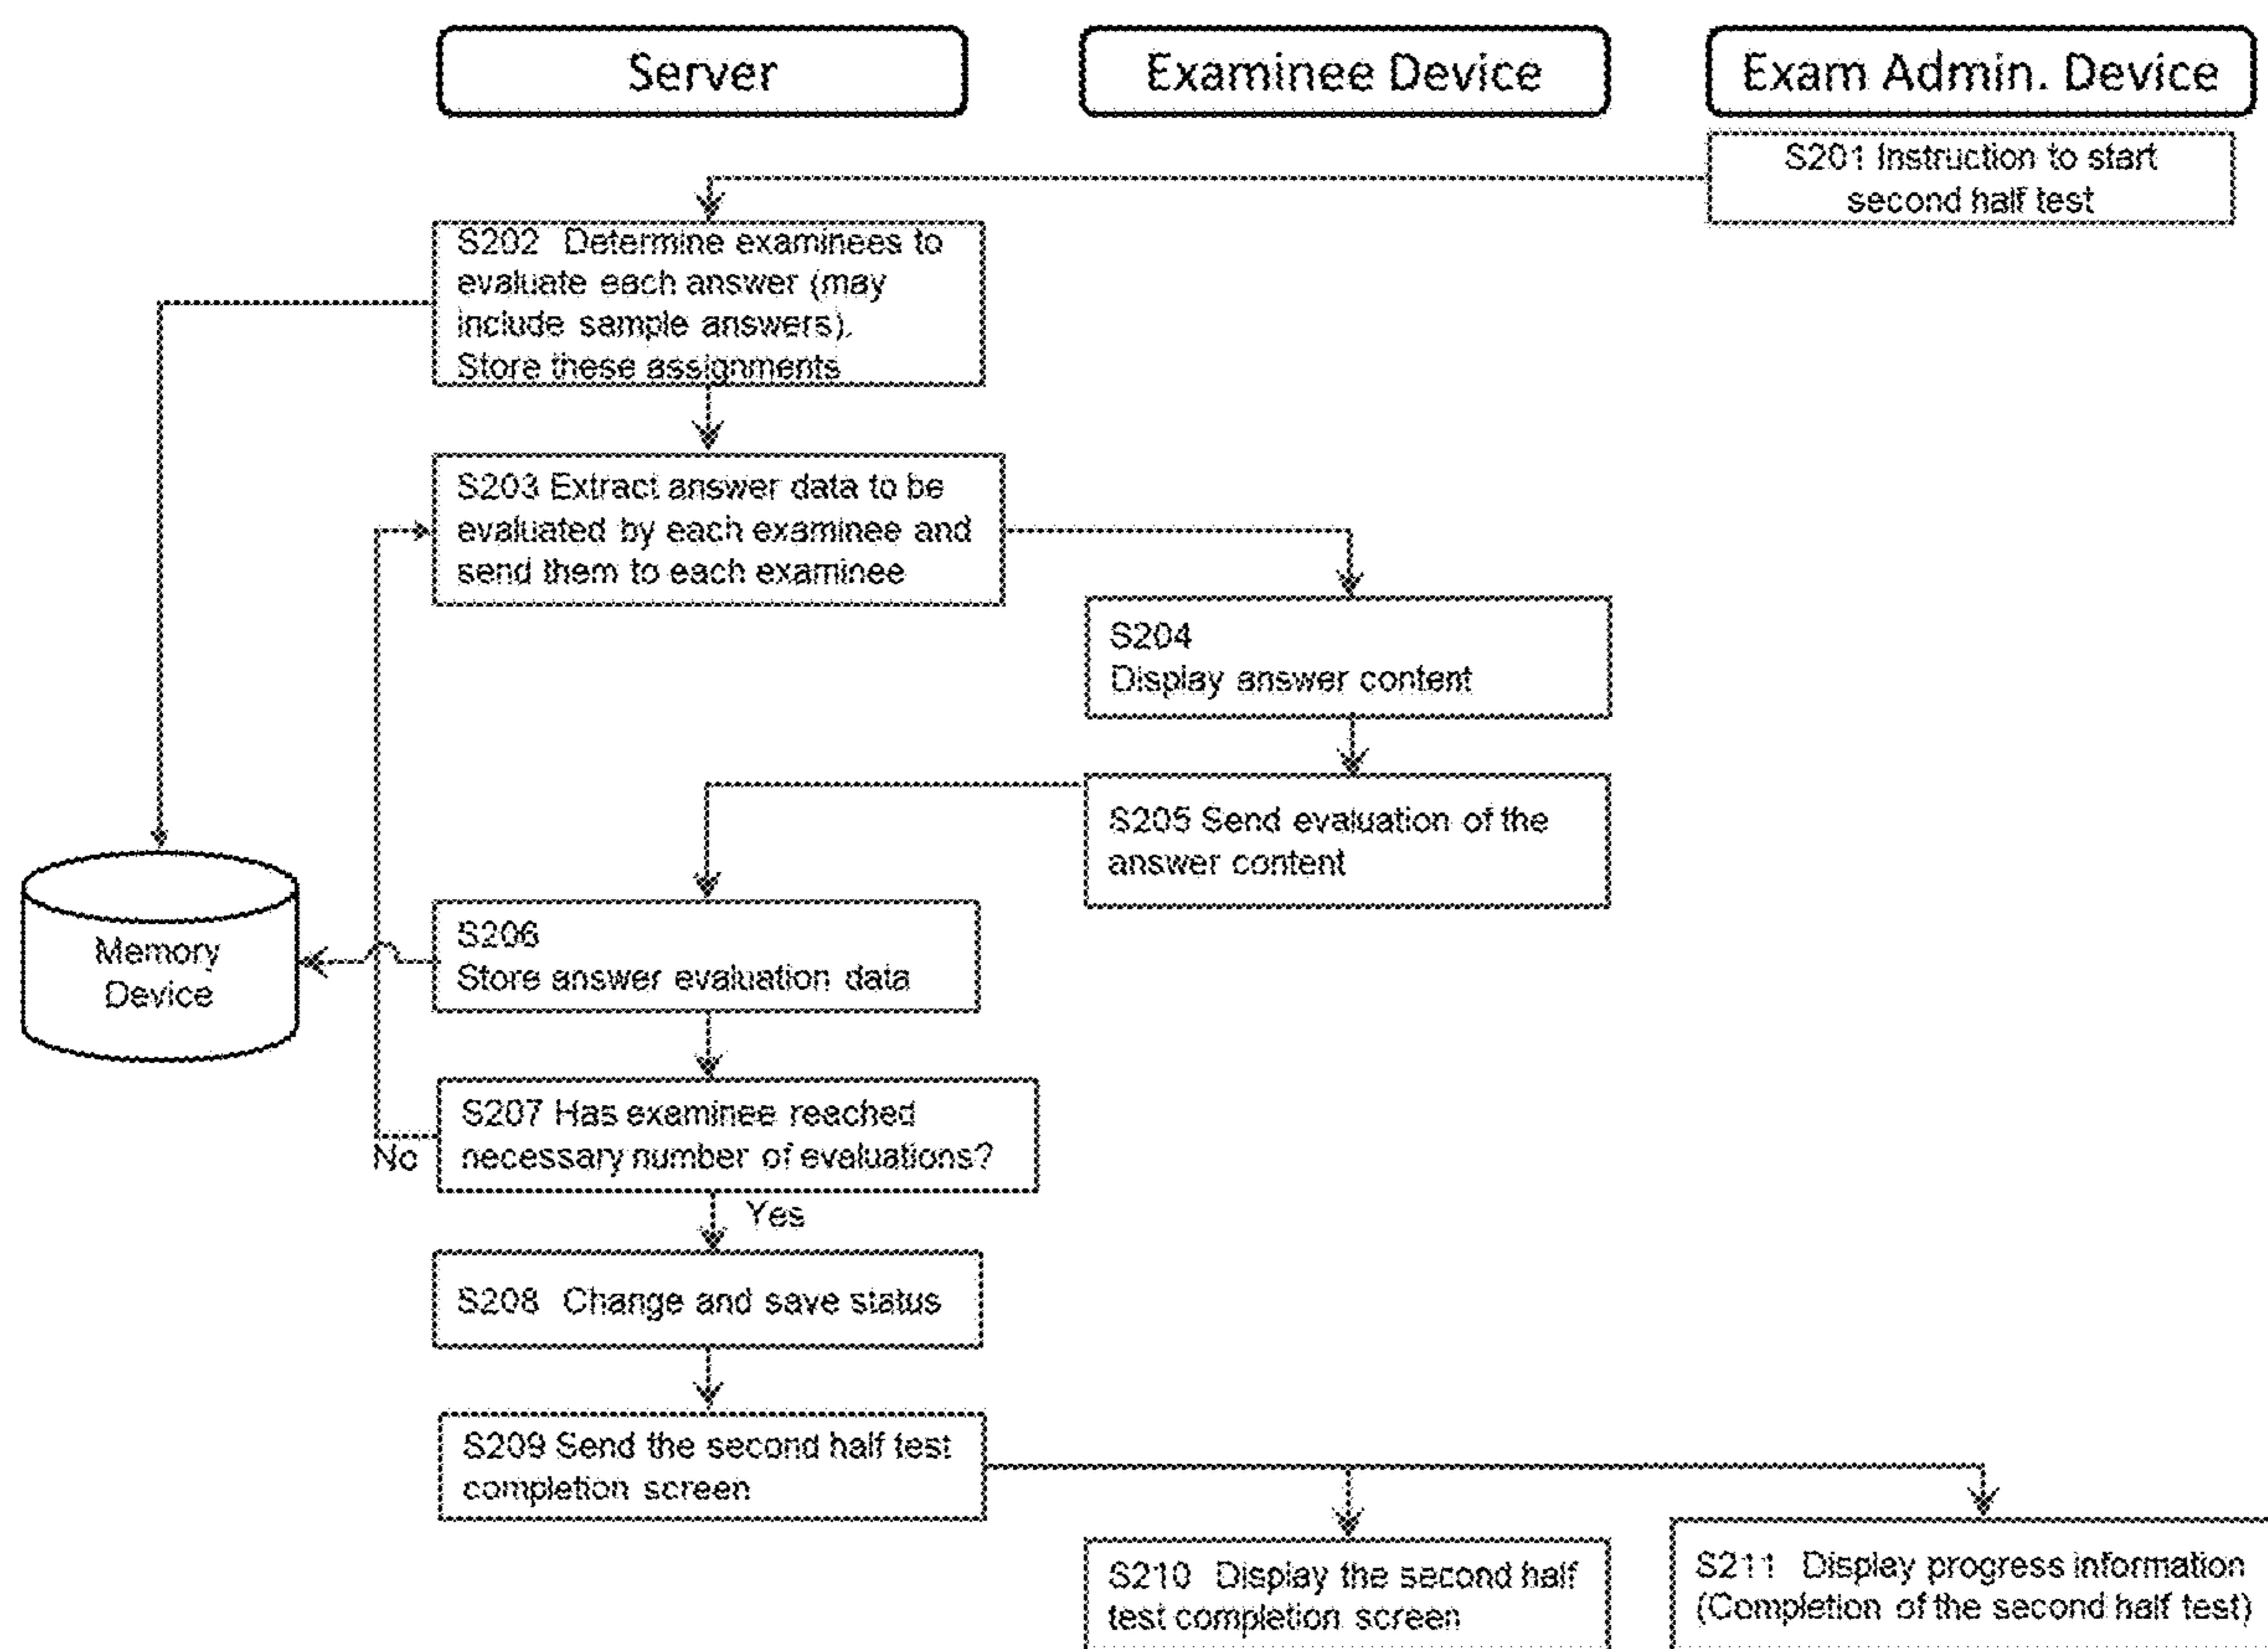 Server
Examinee Device
Exam Admin. Device
S201 Instruction to start
second half test
S202 Determine examinees to
evaluate each answer (may
include sample answers).
Store these assignments
S203 Extract answer data to be
evaluated by each examinee and
send them to each examinee
S204
Display answer content
S205 Send evaluation of the
answer content
Memory
Device
S206
Store answer evaluation data
S207 Has examinee reached
necessary number of evaluations?
No
Yes
S208 Change and save status
S209 Send the second half test
completion screen
S210 Display the second half
test completion screen
S211 Display progress information
(Completion of the second half test)